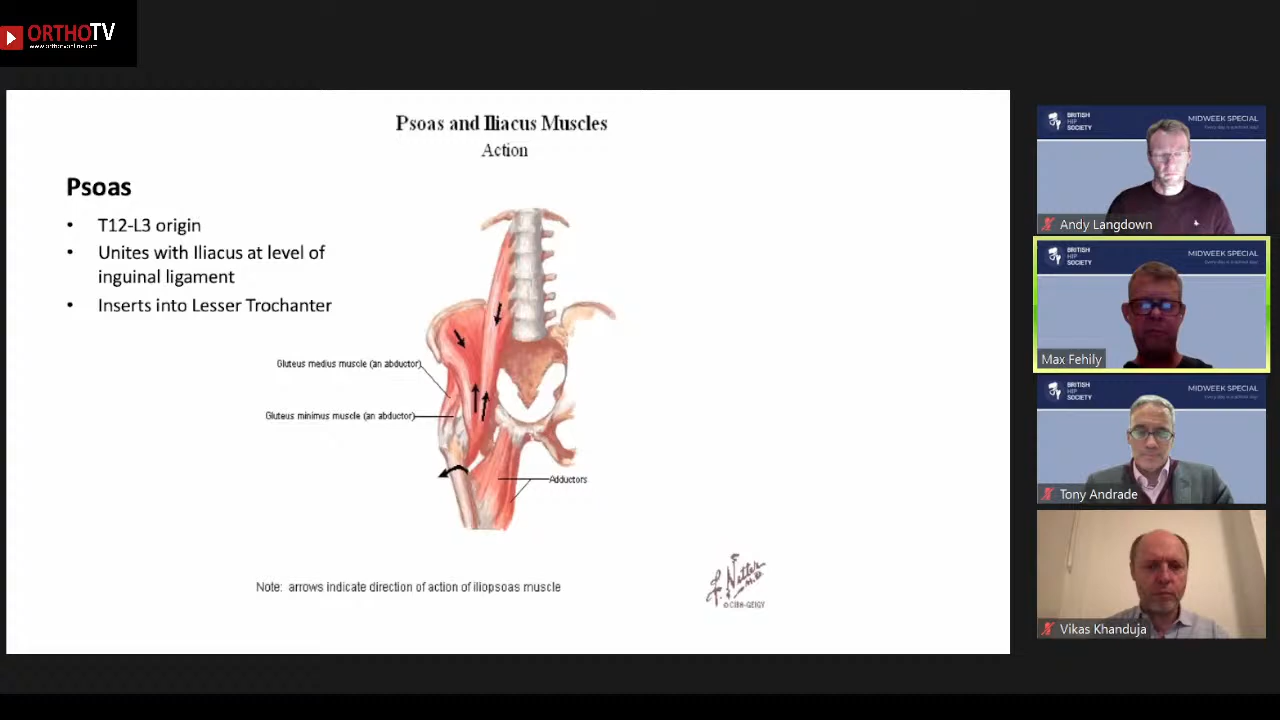 ORTHOTV
Psoas and Iliacus Muscles
Action
Psoas
• T12-L3 origin
• Unites with Iliacus at level of
inguinal ligament
• Inserts into Lesser Trochanter
Gluteus medius muscle (an abductor)
Gluteus minimus muscle (an abductor)
Adductors
Note: arrows indicate direction of action of iliopsoas muscle
F. Netter
M.D.
© CIBA-GEIGY
BRITISH
HIP
SOCIETY
MIDWEEK SPECIAL
Andy Langdown
BRITISH
HIP
SOCIETY
MIDWEEK SPECIAL
Max Fehily
BRITISH
HIP
SOCIETY
MIDWEEK SPECIAL
Tony Andrade
Vikas Khanduja